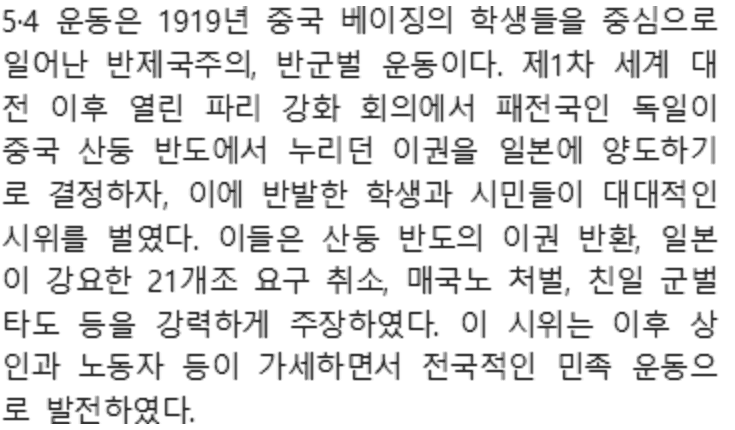 5·4 운동은 1919년 중국 베이징의 학생들을 중심으로
일어난 반제국주의, 반군벌 운동이다. 제1차 세계 대
전 이후 열린 파리 강화 회의에서 패전국인 독일이
중국 산둥 반도에서 누리던 이권을 일본에 양도하기
로 결정하자, 이에 반발한 학생과 시민들이 대대적인
시위를 벌였다. 이들은 산둥 반도의 이권 반환, 일본
이 강요한 21개조 요구 취소, 매국노 처벌, 친일 군벌
타도 등을 강력하게 주장하였다. 이 시위는 이후 상
인과 노동자 등이 가세하면서 전국적인 민족 운동으
로 발전하였다.